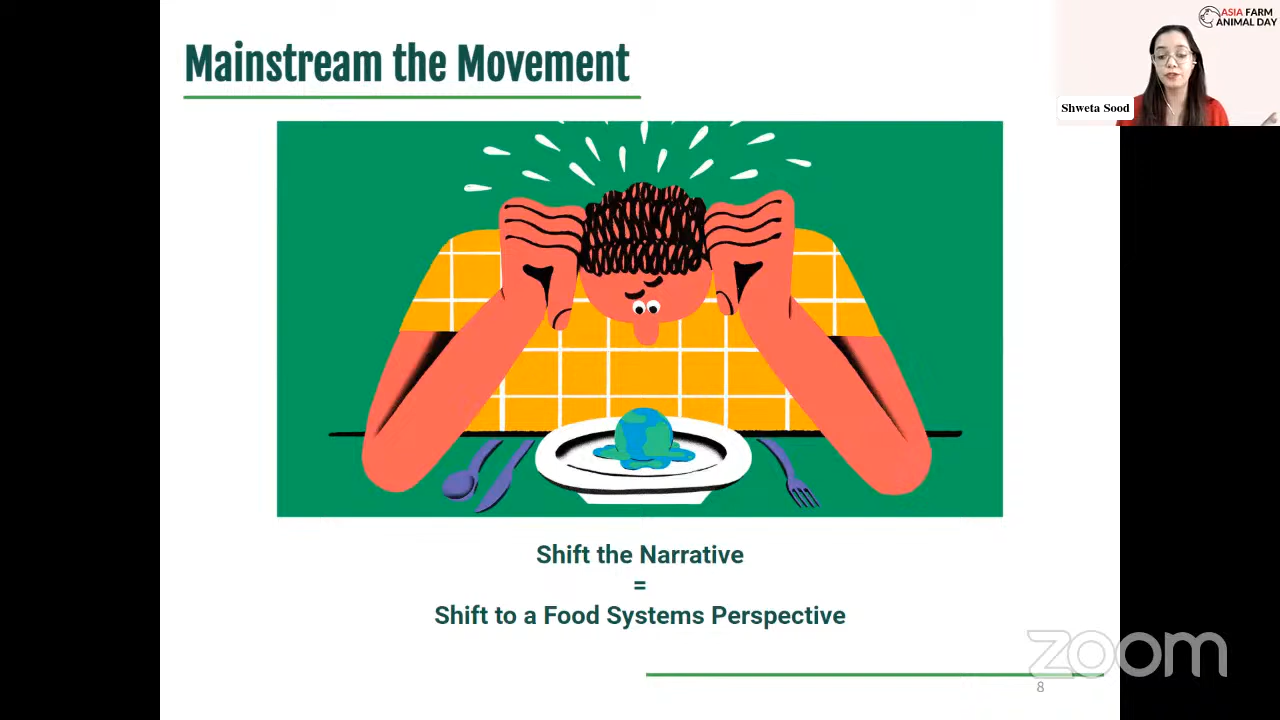 Mainstream the Movement
ASIA FARM
ANIMAL DAY
Shweta Sood
Shift the Narrative
=
Shift to a Food Systems Perspective
zoom
8